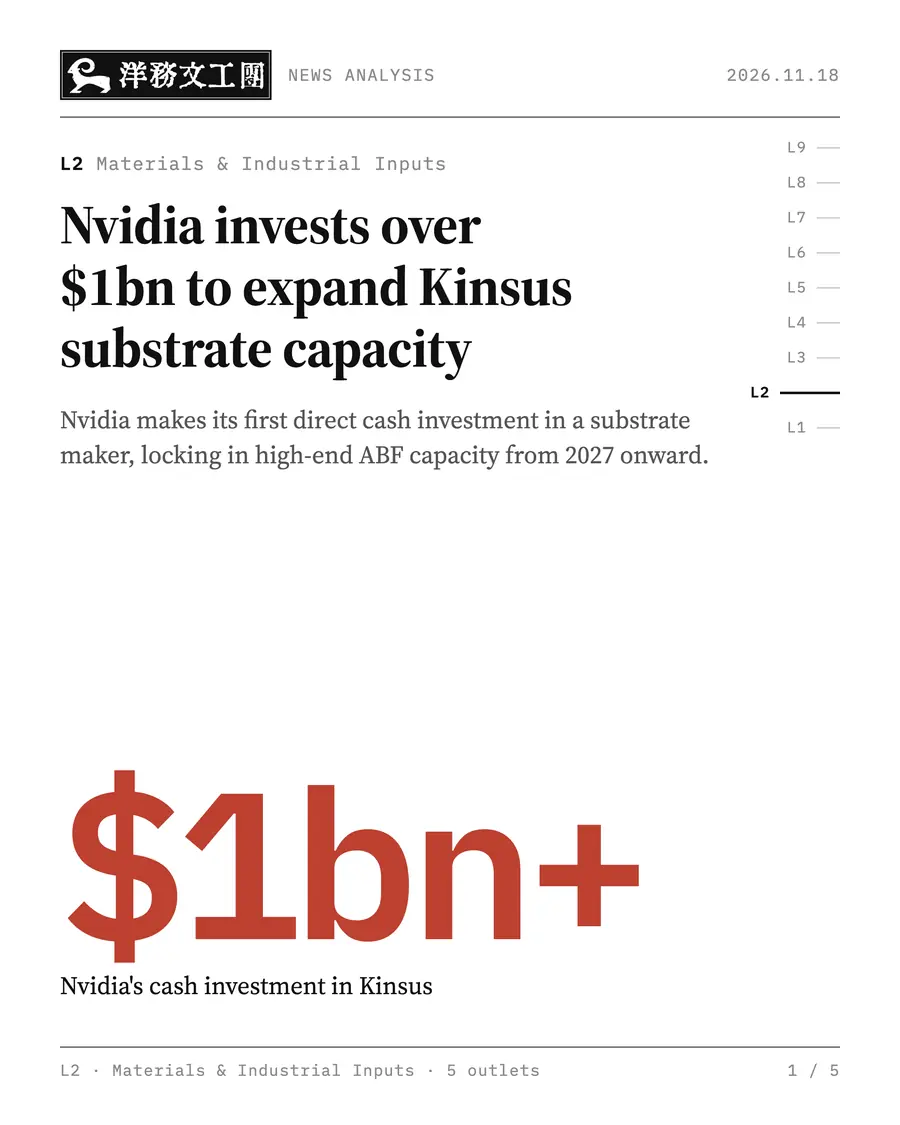 洋務文工團 NEWS ANALYSIS 2026.11.18
L2 Materials & Industrial Inputs
Nvidia invests over
$1bn to expand Kinsus
substrate capacity
Nvidia makes its first direct cash investment in a substrate
maker, locking in high-end ABF capacity from 2027 onward.
L9
L8
L7
L6
L5
L4
L3
L2
L1
$1bn+
Nvidia's cash investment in Kinsus
L2 · Materials & Industrial Inputs · 5 outlets 1 / 5